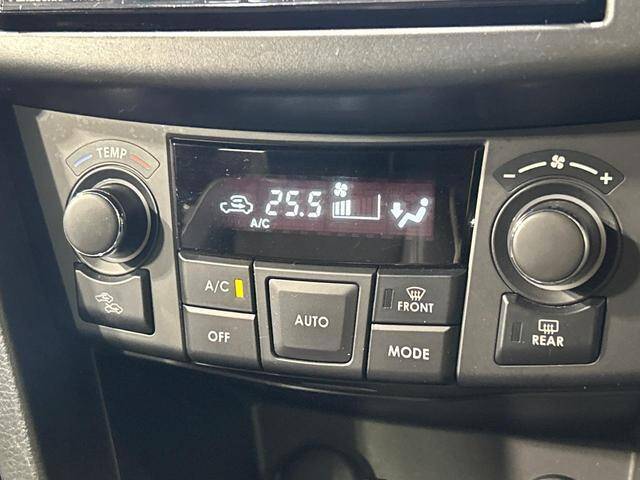 TEMP
25.5
A/C
- +
A/C
AUTO
FRONT
OFF
MODE
REAR